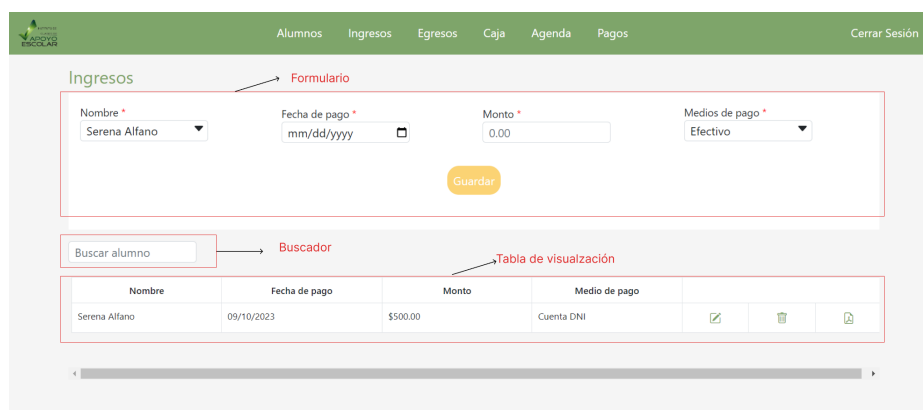 APOYO
ESCOLAR
Alumnos Ingresos Egresos Caja Agenda Pagos Cerrar Sesión
Ingresos
Formulario
Nombre * Fecha de pago * Monto * Medios de pago *
Serena Alfano mm/dd/yyyy 0.00 Efectivo
Guardar
Buscar alumno
Buscador
Tabla de visualzación
Nombre Fecha de pago Monto Medio de pago
Serena Alfano 09/10/2023 $500.00 Cuenta DNI